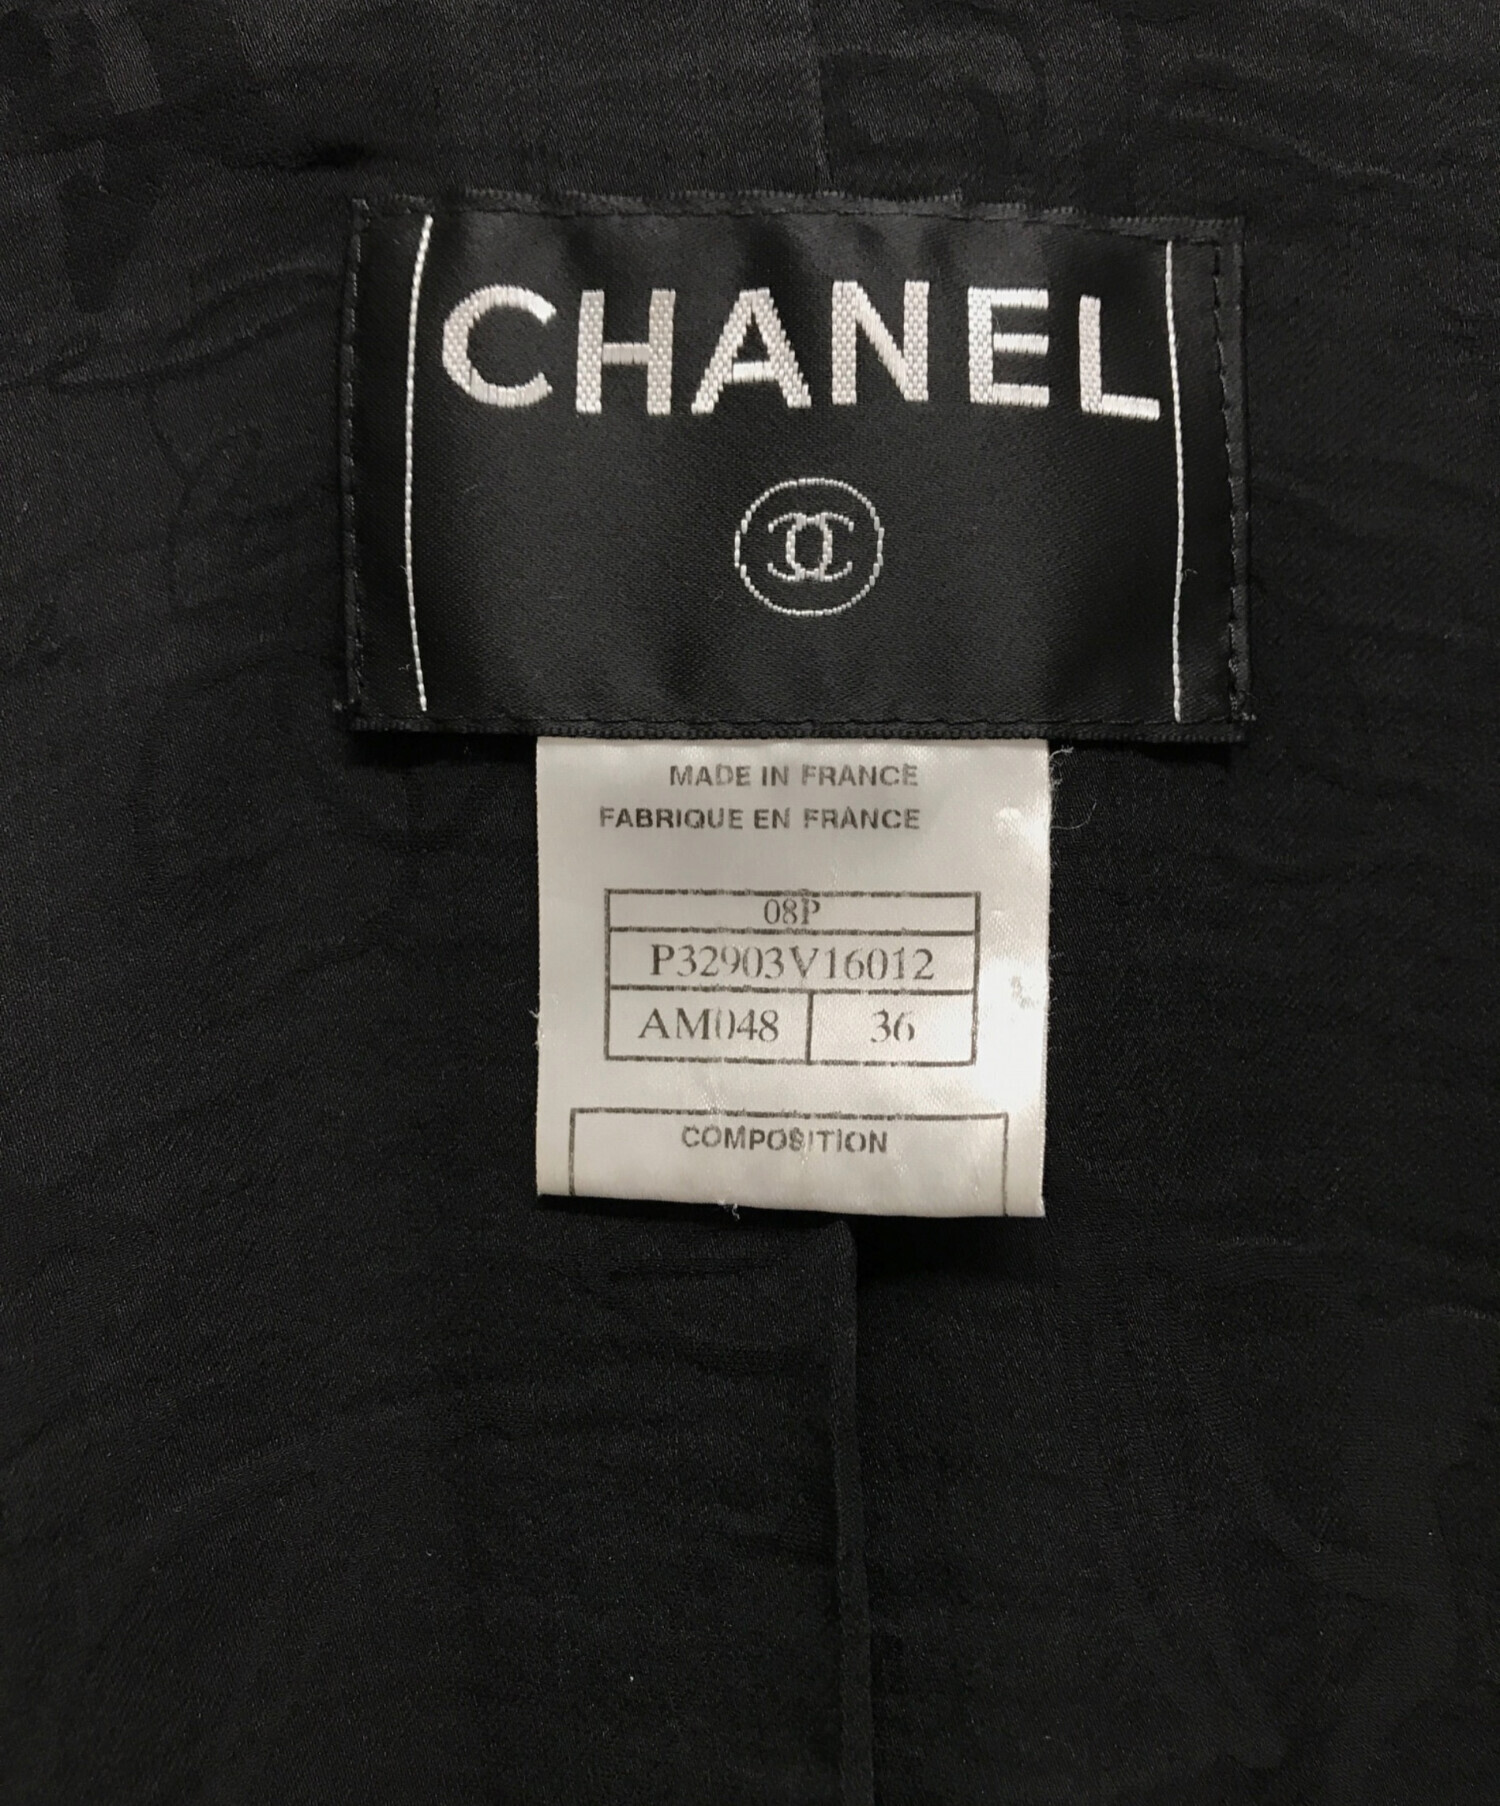 CHANEL
MADE IN FRANCE
FABRIQUE EN FRANCE
08P
P32903V16012
AM048 36
COMPOSITION